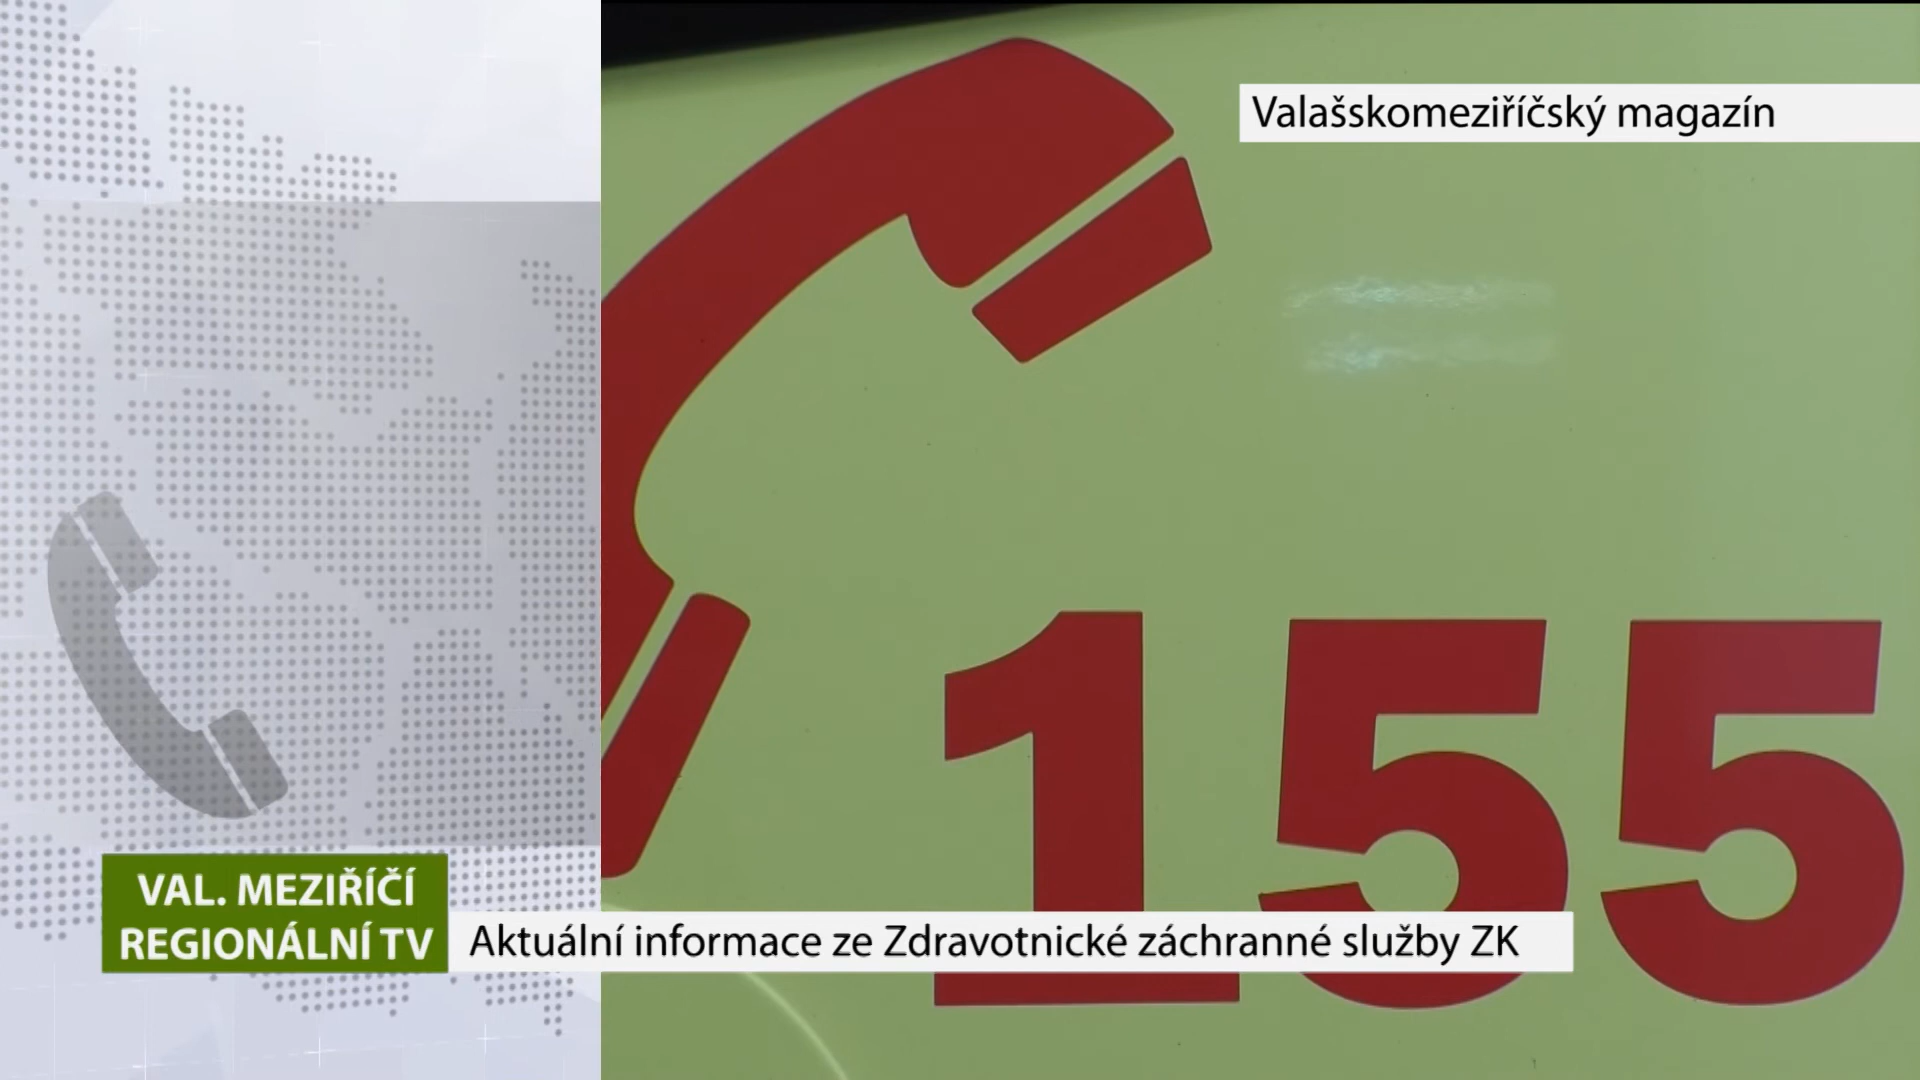 Valašskomeziříčský magazín
155
VAL. MEZIŘÍČÍ
REGIONÁLNÍ TV
Aktuální informace ze Zdravotnické záchranné služby ZK